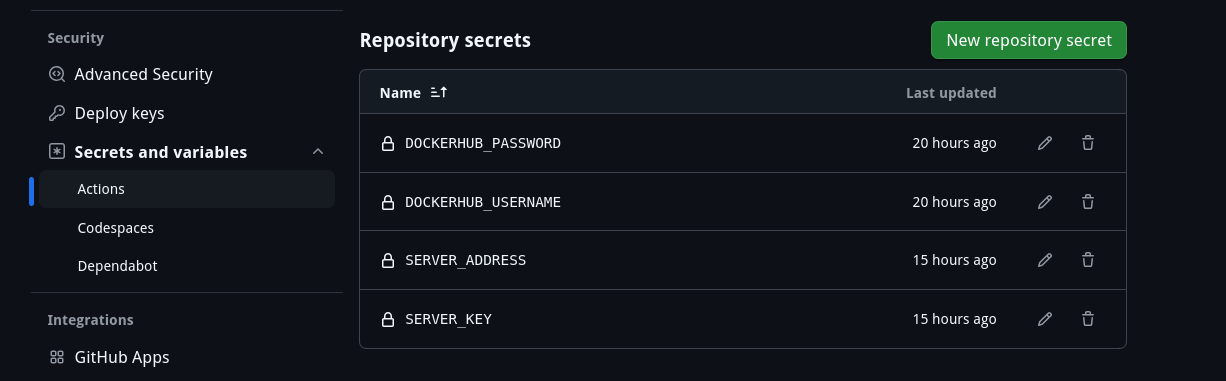 Security
Advanced Security
Deploy keys
Secrets and variables
Actions
Codespaces
Dependabot
Integrations
GitHub Apps
Repository secrets
New repository secret
Name Last updated
DOCKERHUB_PASSWORD 20 hours ago
DOCKERHUB_USERNAME 20 hours ago
SERVER_ADDRESS 15 hours ago
SERVER_KEY 15 hours ago